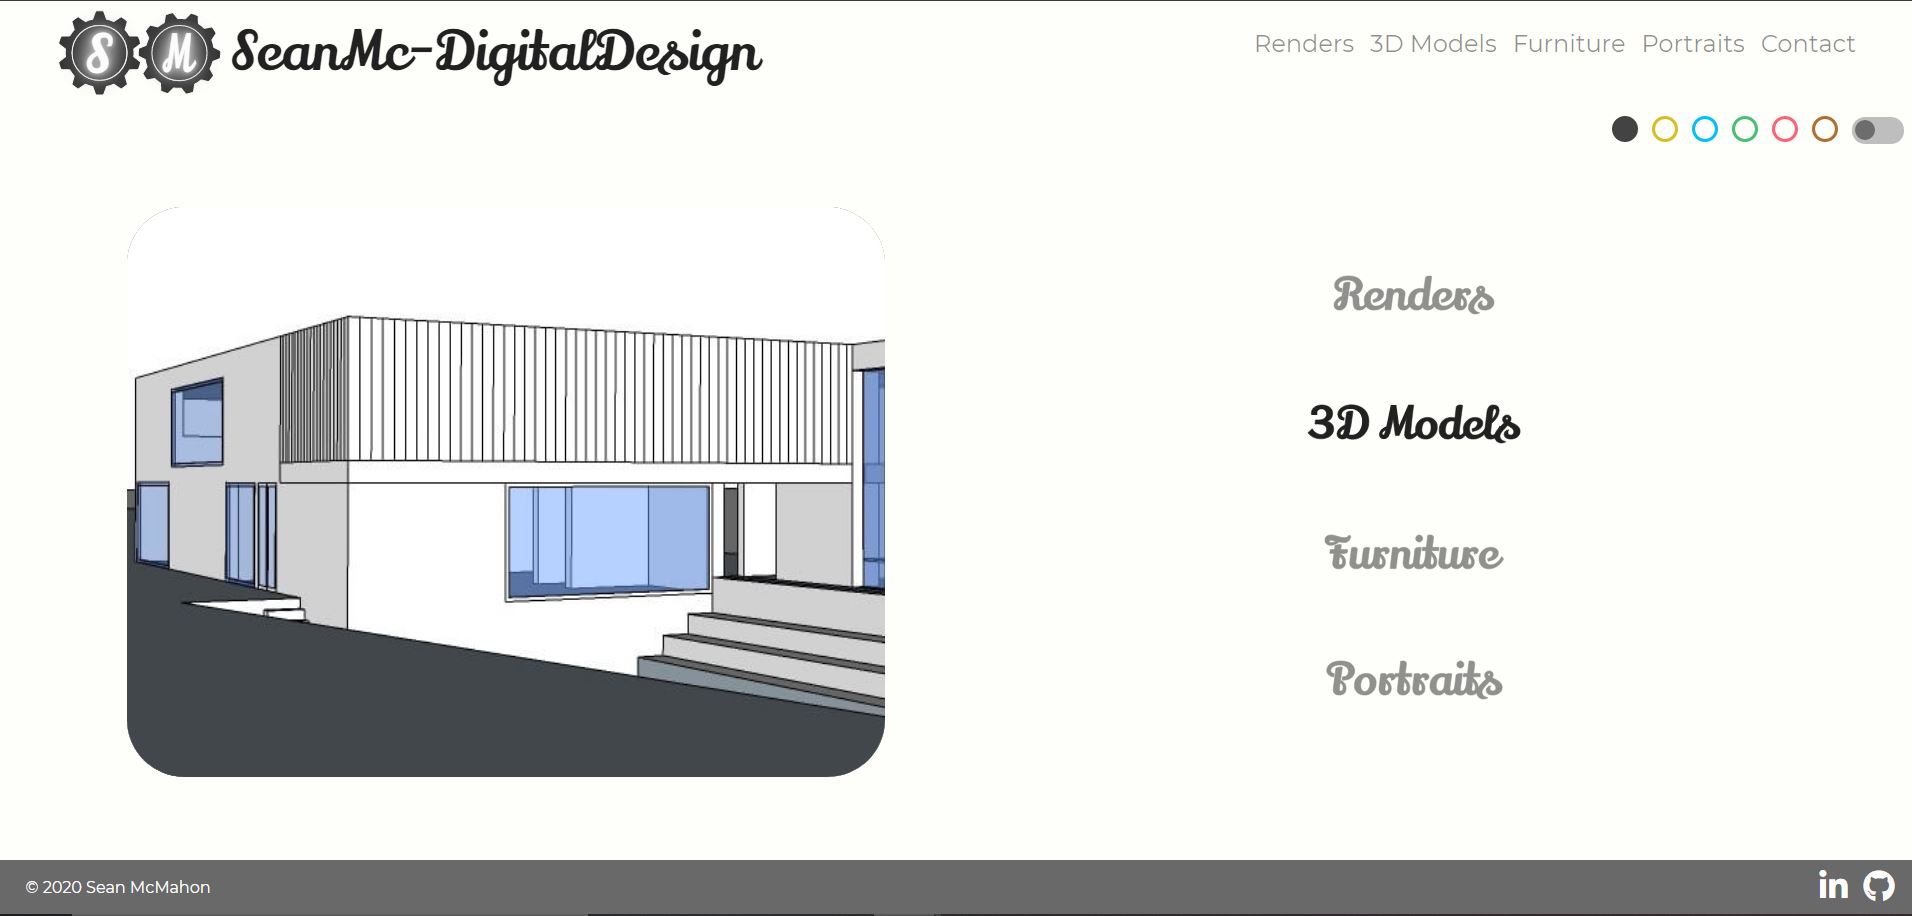 S M SeanMc-DigitalDesign
Renders 3D Models Furniture Portraits Contact
Renders
3D Models
Furniture
Portraits
© 2020 Sean McMahon
in